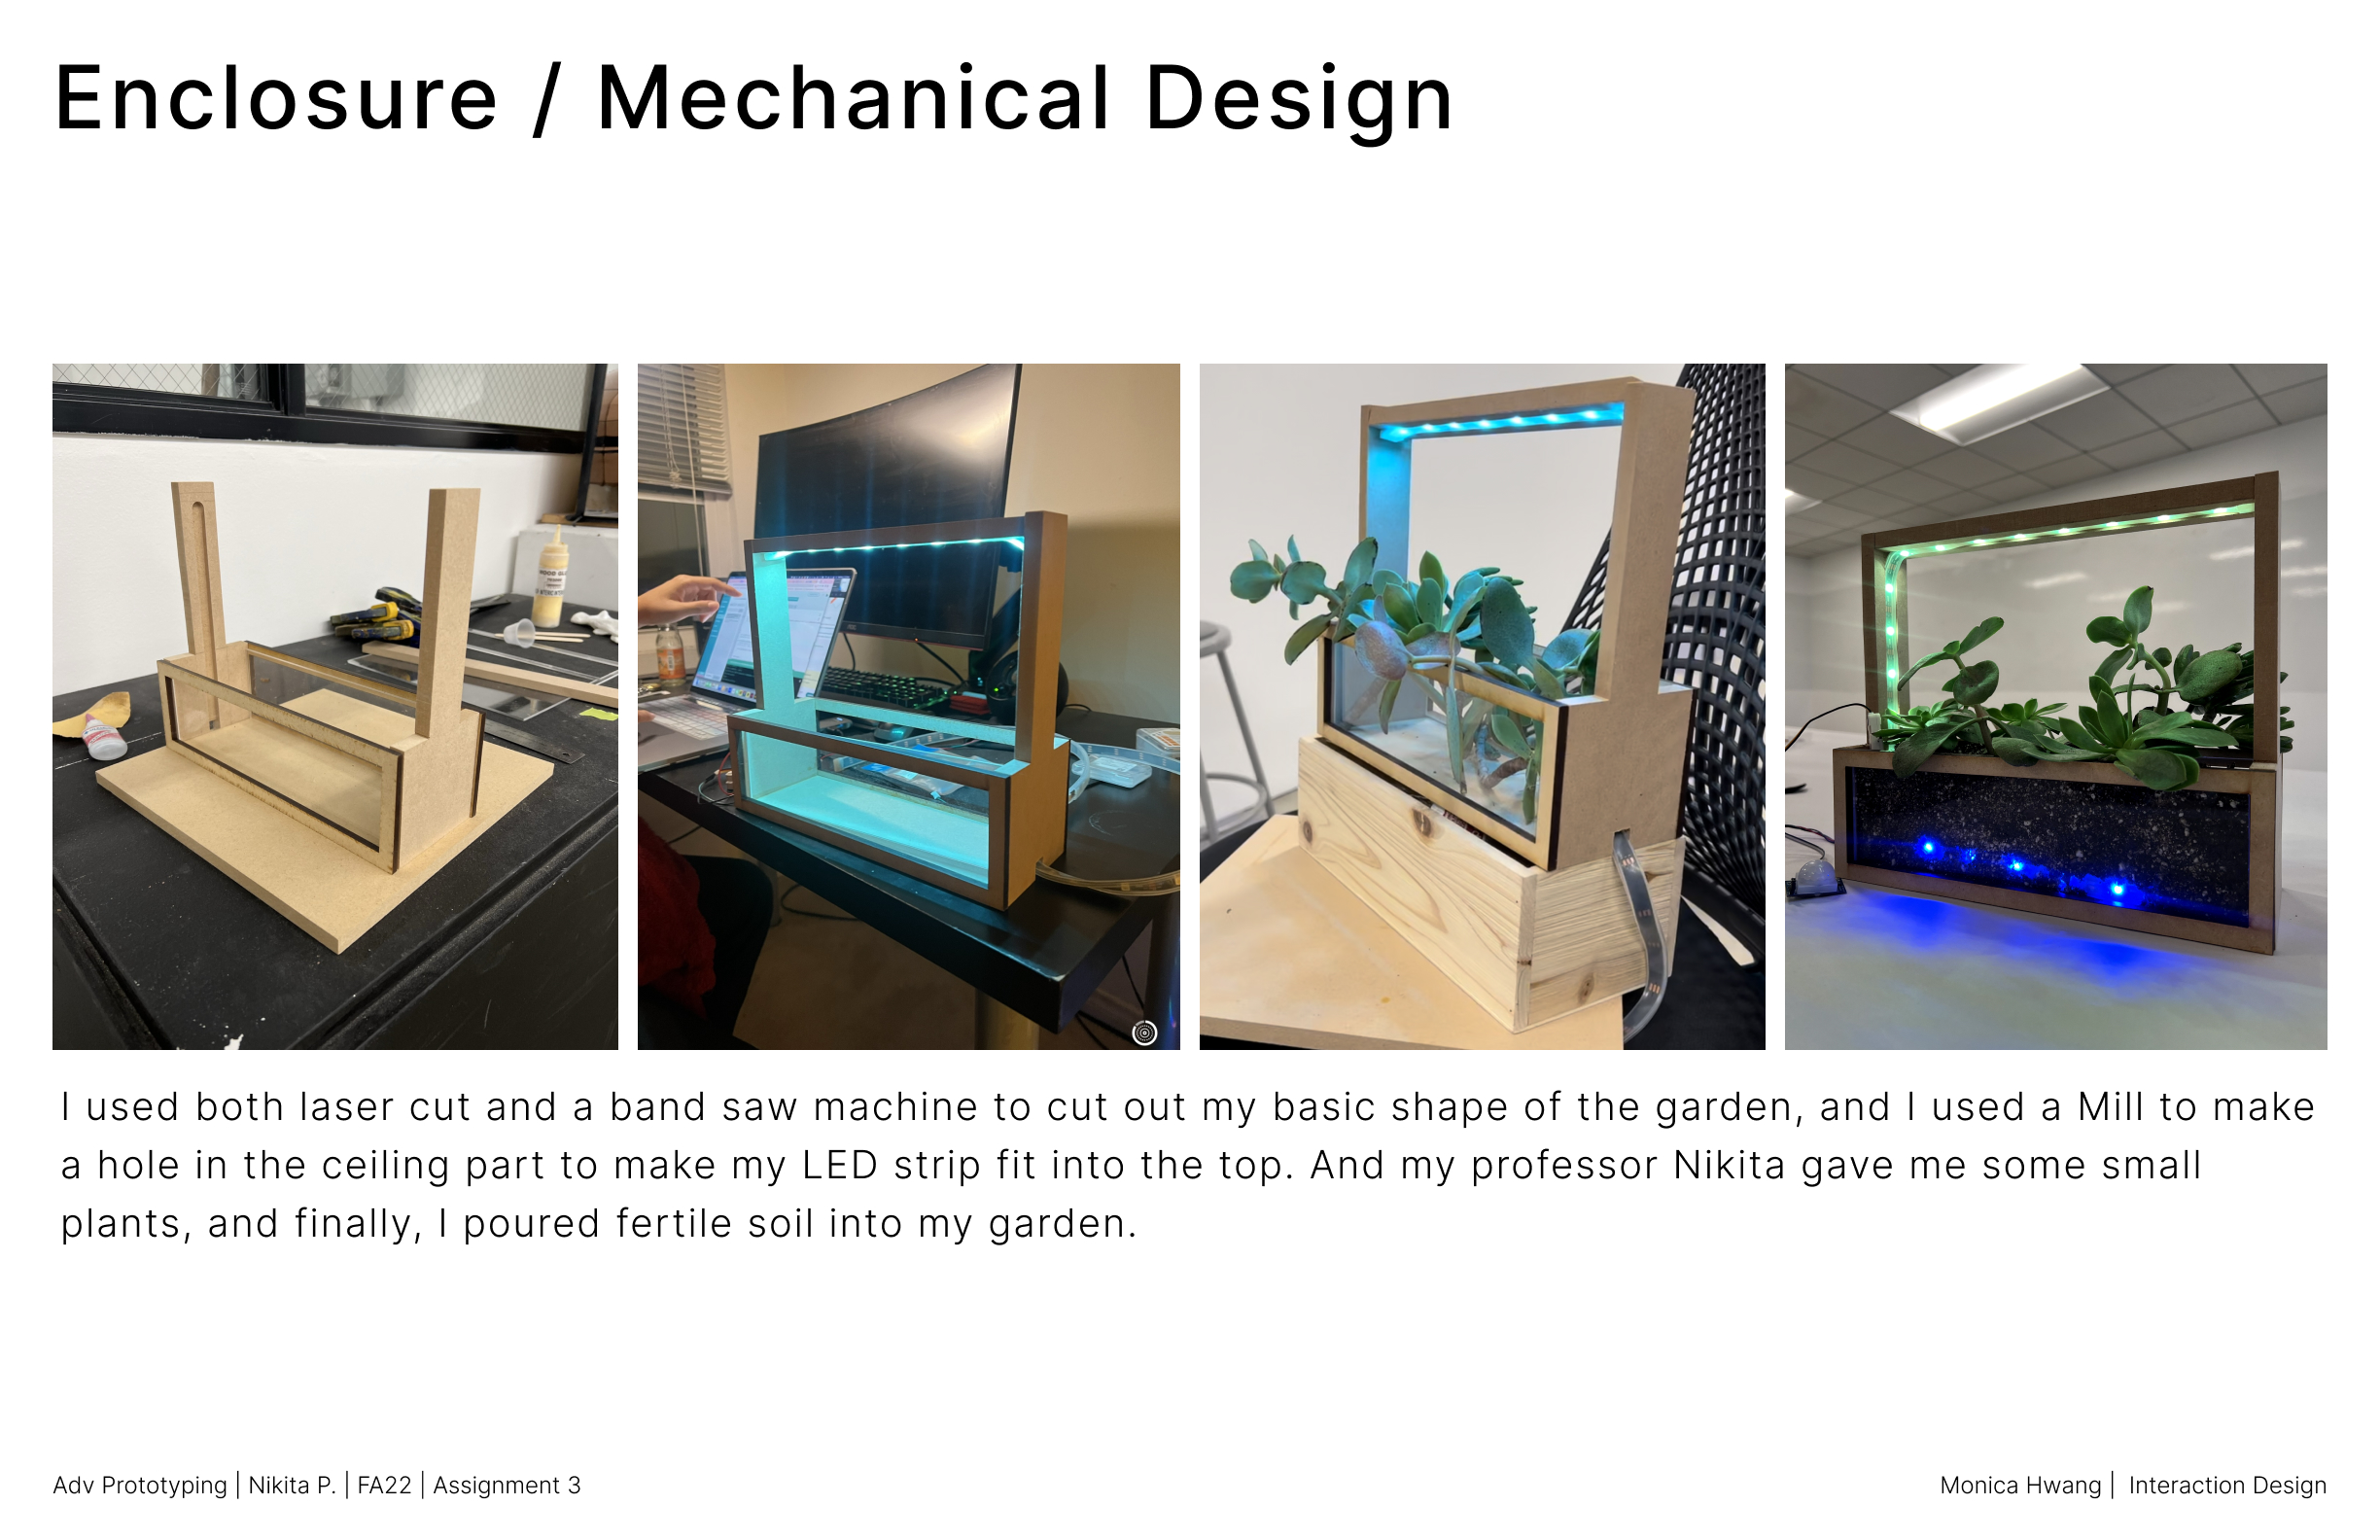 Enclosure / Mechanical Design
I used both laser cut and a band saw machine to cut out my basic shape of the garden, and I used a Mill to make
a hole in the ceiling part to make my LED strip fit into the top. And my professor Nikita gave me some small
plants, and finally, I poured fertile soil into my garden.
Adv Prototyping | Nikita P. | FA22 | Assignment 3
Monica Hwang | Interaction Design